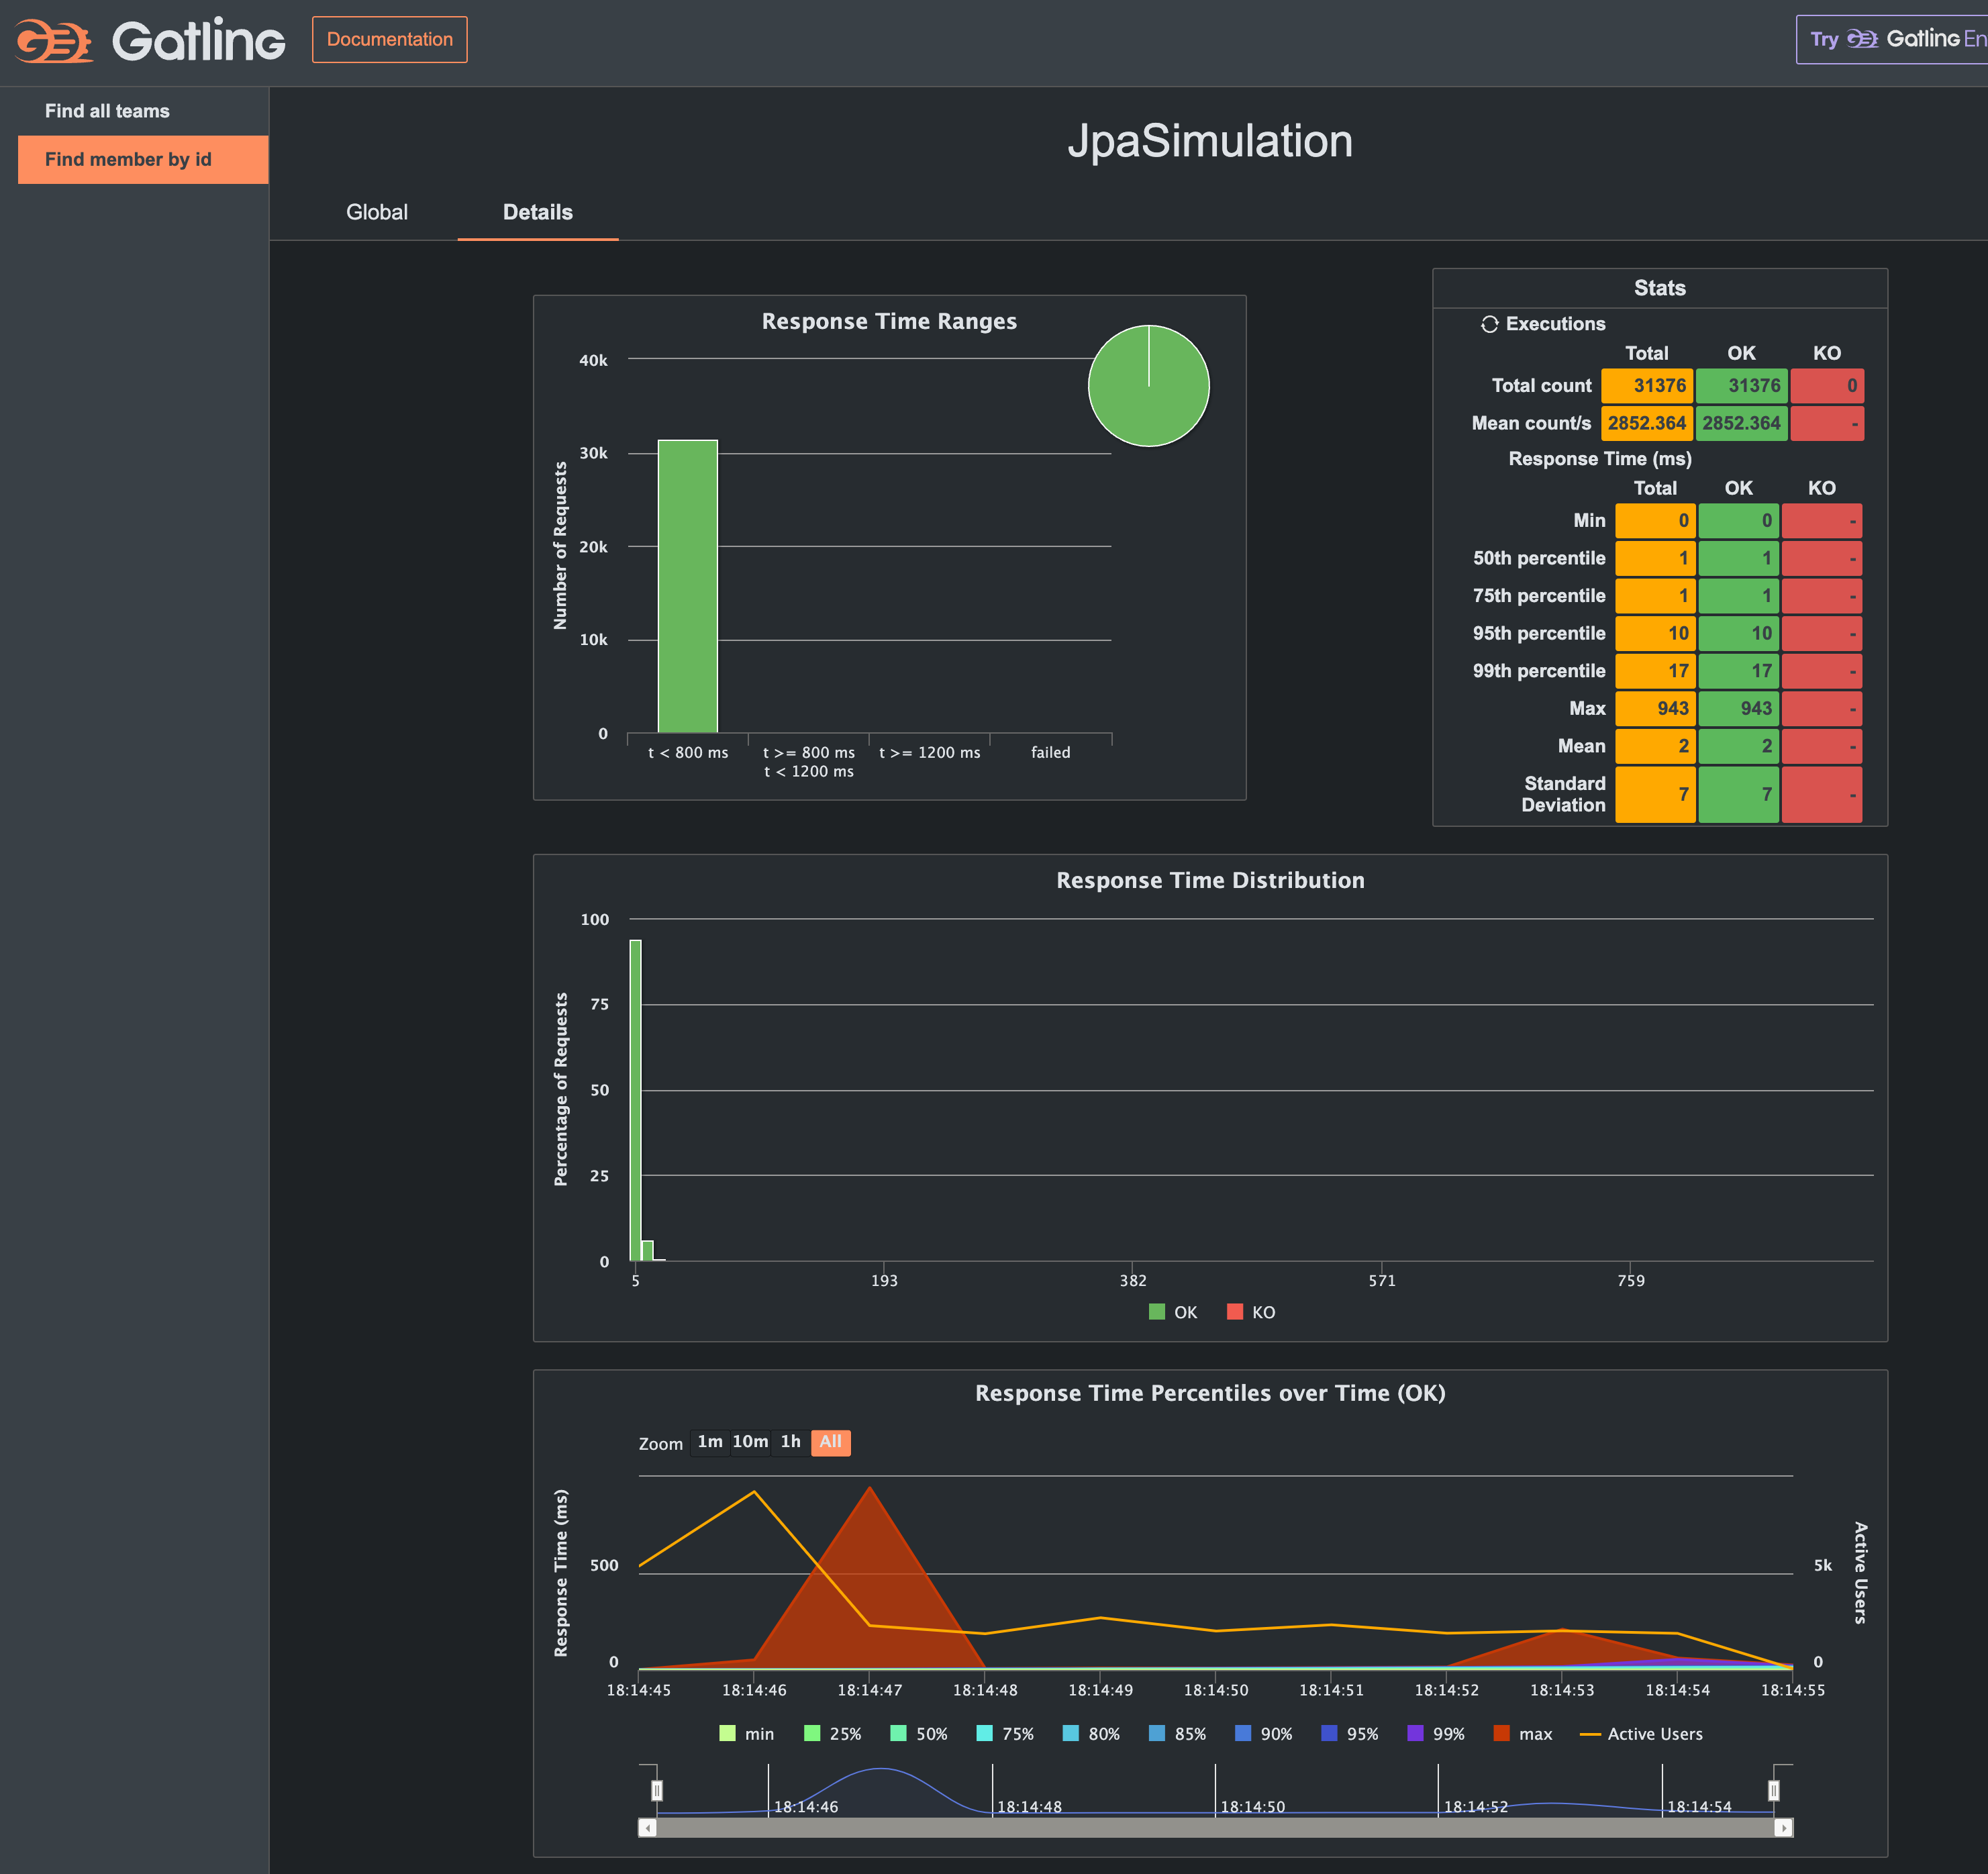 Gatling
Documentation
Try Gatling En
Find all teams
Find member by id
JpaSimulation
Global Details
Response Time Ranges
Number of Requests
40k
30k
20k
10k
0
t < 800 ms
t >= 800 ms
t < 1200 ms
t >= 1200 ms
failed
Stats
Executions
Total OK KO
Total count 31376 31376 0
Mean count/s 2852.364 2852.364 -
Response Time (ms)
Total OK KO
Min 0 0 -
50th percentile 1 1 -
75th percentile 1 1 -
95th percentile 10 10 -
99th percentile 17 17 -
Max 943 943 -
Mean 2 2 -
Standard
Deviation 7 7 -
Response Time Distribution
Percentage of Requests
100
75
50
25
0
5 193 382 571 759
OK KO
Response Time Percentiles over Time (OK)
Zoom 1m 10m 1h All
Response Time (ms)
500
0
Active Users
5k
0
18:14:45 18:14:46 18:14:47 18:14:48 18:14:49 18:14:50 18:14:51 18:14:52 18:14:53 18:14:54 18:14:55
min 25% 50% 75% 80% 85% 90% 95% 99% max Active Users
18:14:46 18:14:48 18:14:50 18:14:52 18:14:54